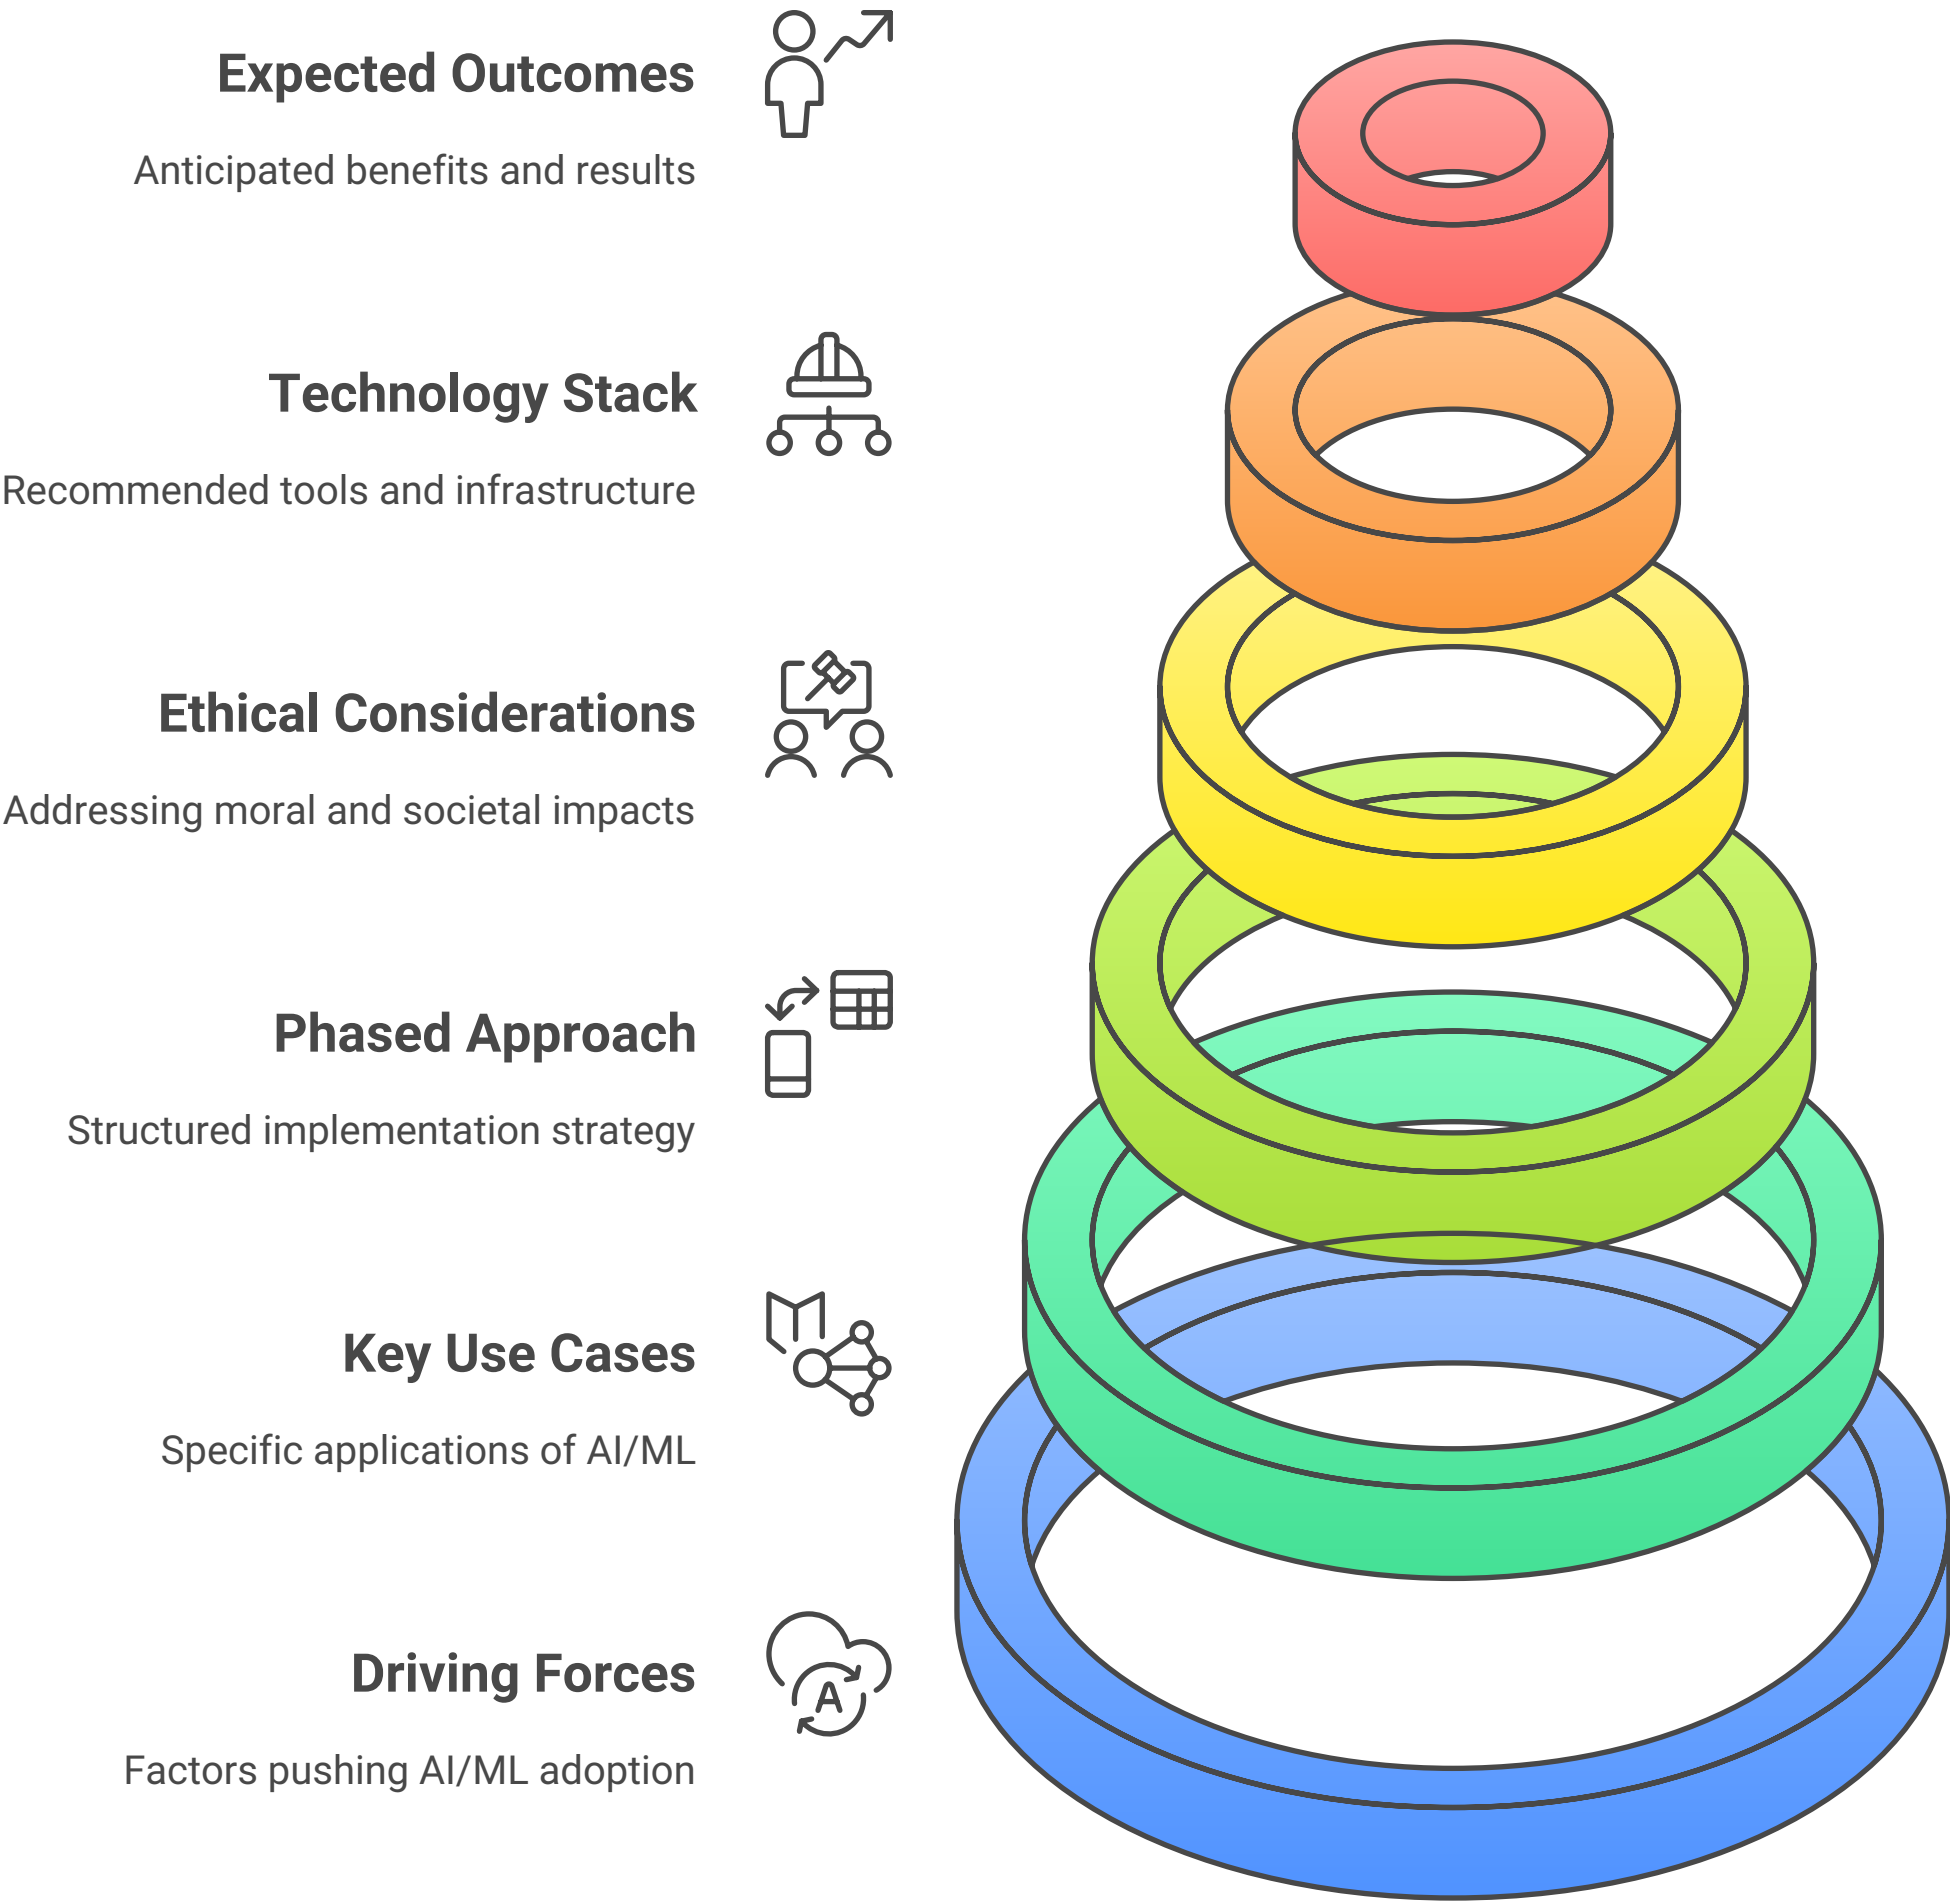 Expected Outcomes
Anticipated benefits and results
Technology Stack
Recommended tools and infrastructure
Ethical Considerations
Addressing moral and societal impacts
Phased Approach
Structured implementation strategy
Key Use Cases
Specific applications of AI/ML
Driving Forces
A
Factors pushing AI/ML adoption